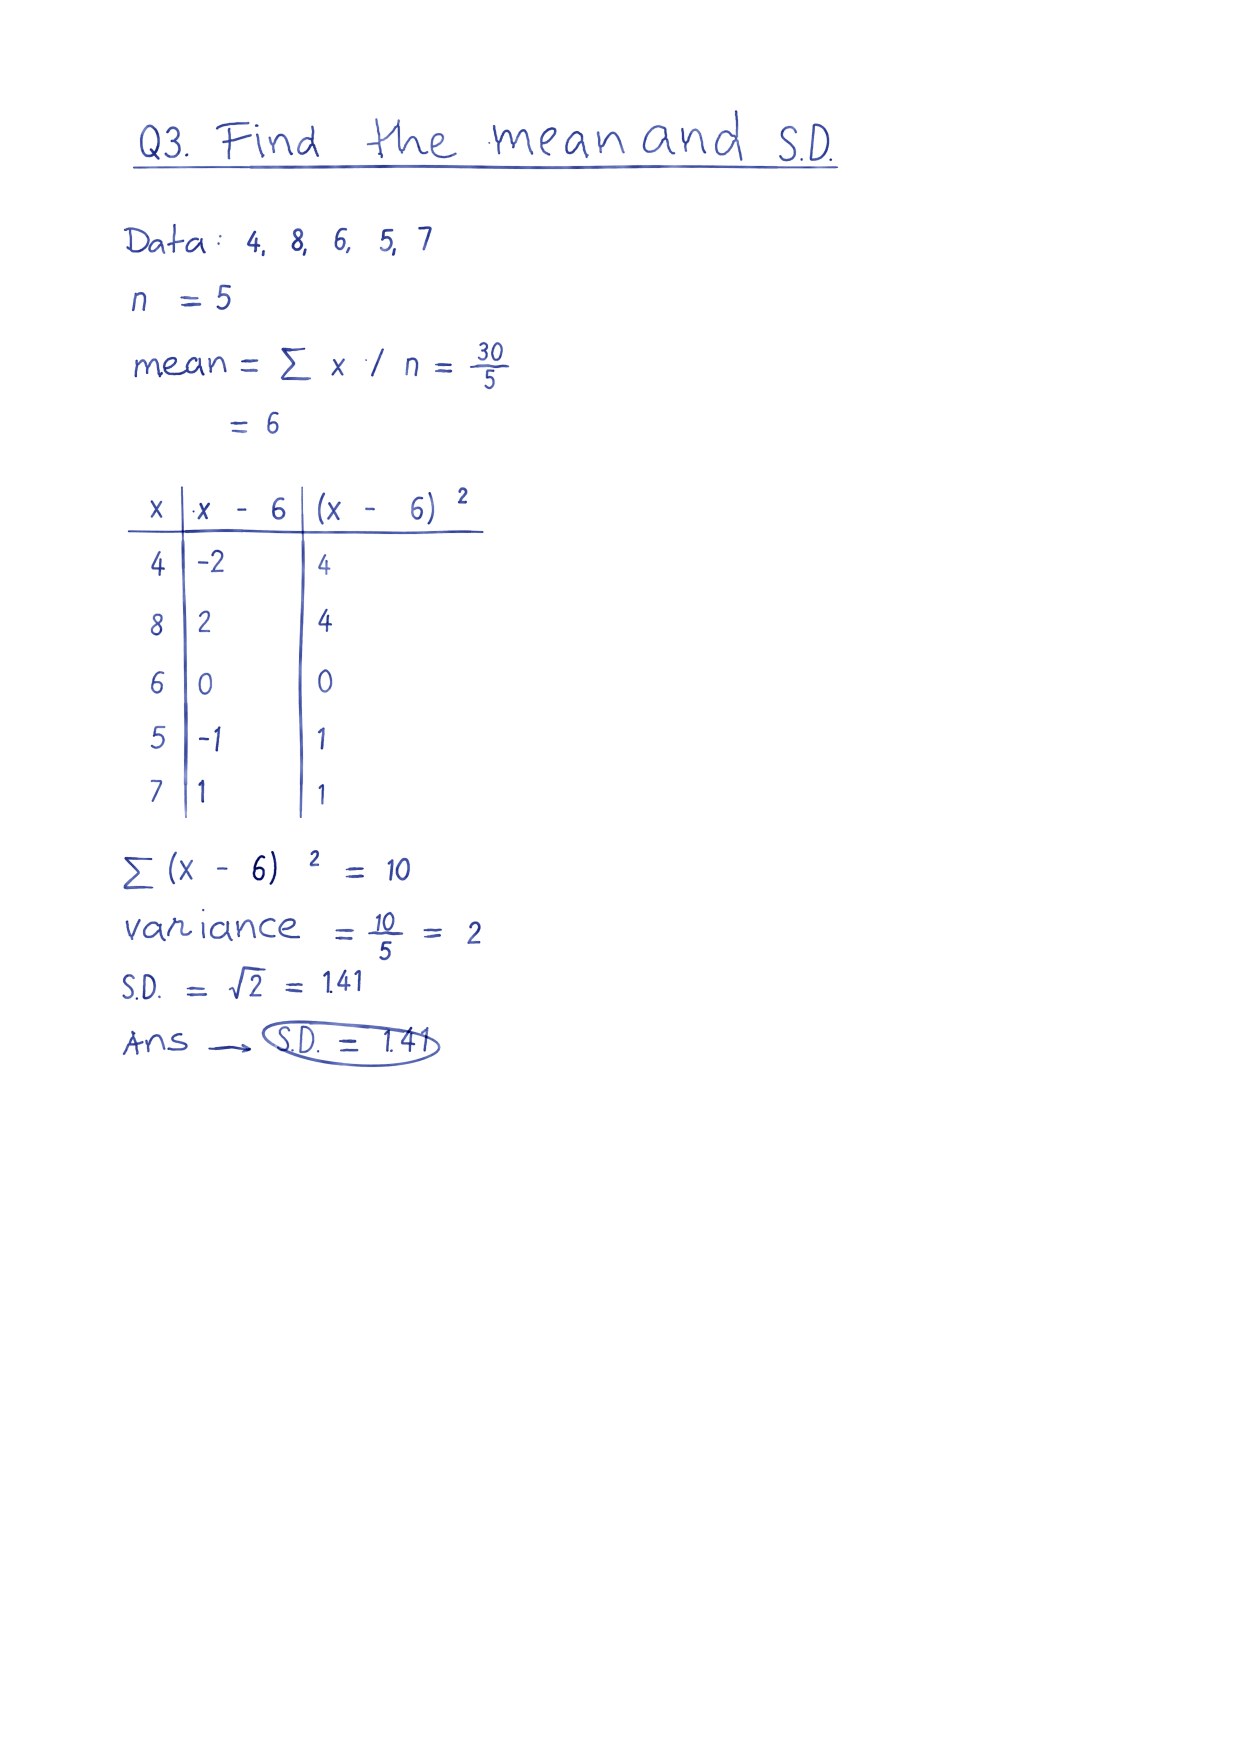 Q3. Find the mean and S.D.
Data: 4, 8, 6, 5, 7
n = 5
mean = ∑ x / n = 30/5
= 6
x | x - 6 | (x - 6)²
4 | -2 | 4
8 | 2 | 4
6 | 0 | 0
5 | -1 | 1
7 | 1 | 1
∑ (x - 6)² = 10
variance = 10/5 = 2
S.D. = √2 = 1.41
Ans → S.D. = 1.41